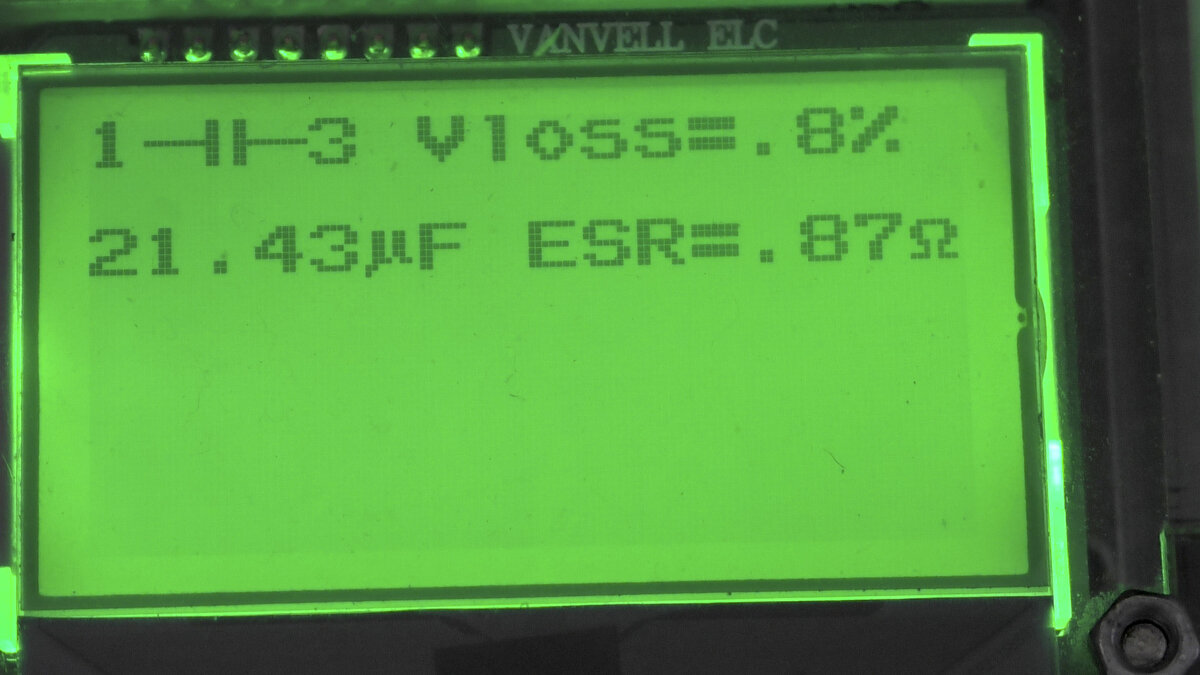 VANVELL ELC
1⊣⊢3 Vloss=.8%
21.43µF ESR=.87Ω